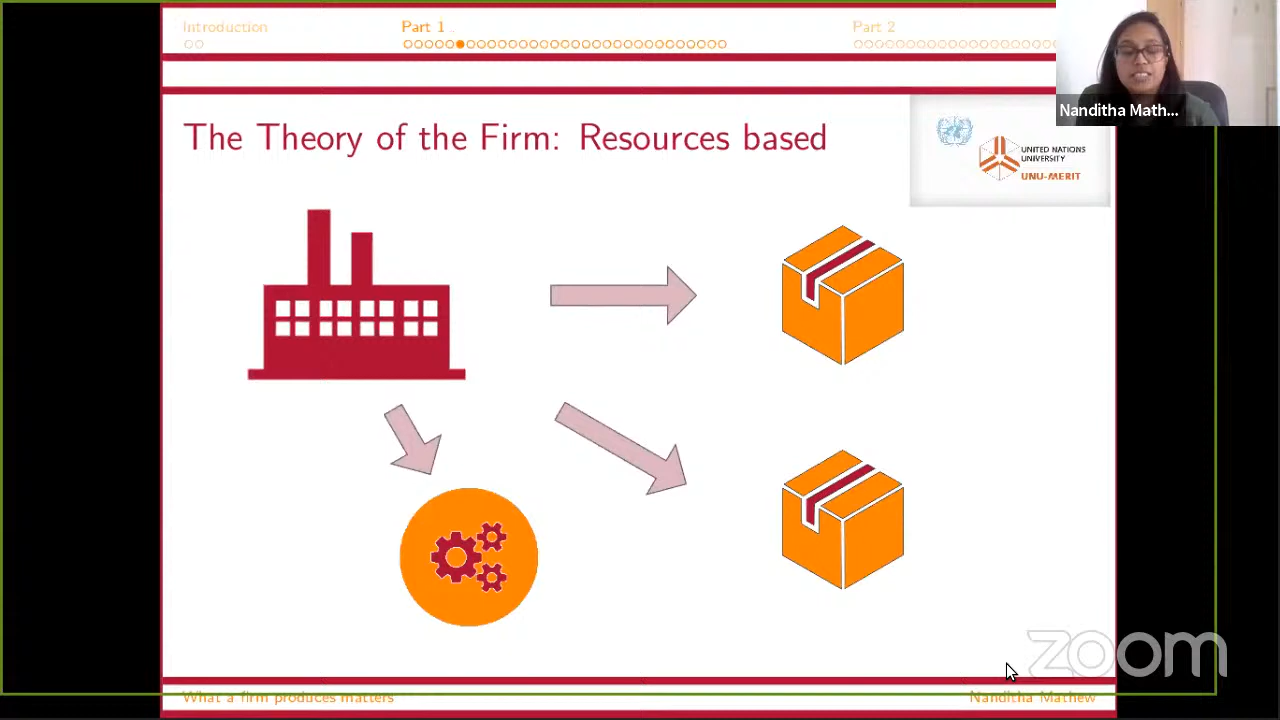 Introduction
Part 1
Part 2
Nanditha Math...
The Theory of the Firm: Resources based
UNITED NATIONS
UNIVERSITY
UNU-MERIT
zoom
What a firm produces matters
Nanditha Mathew